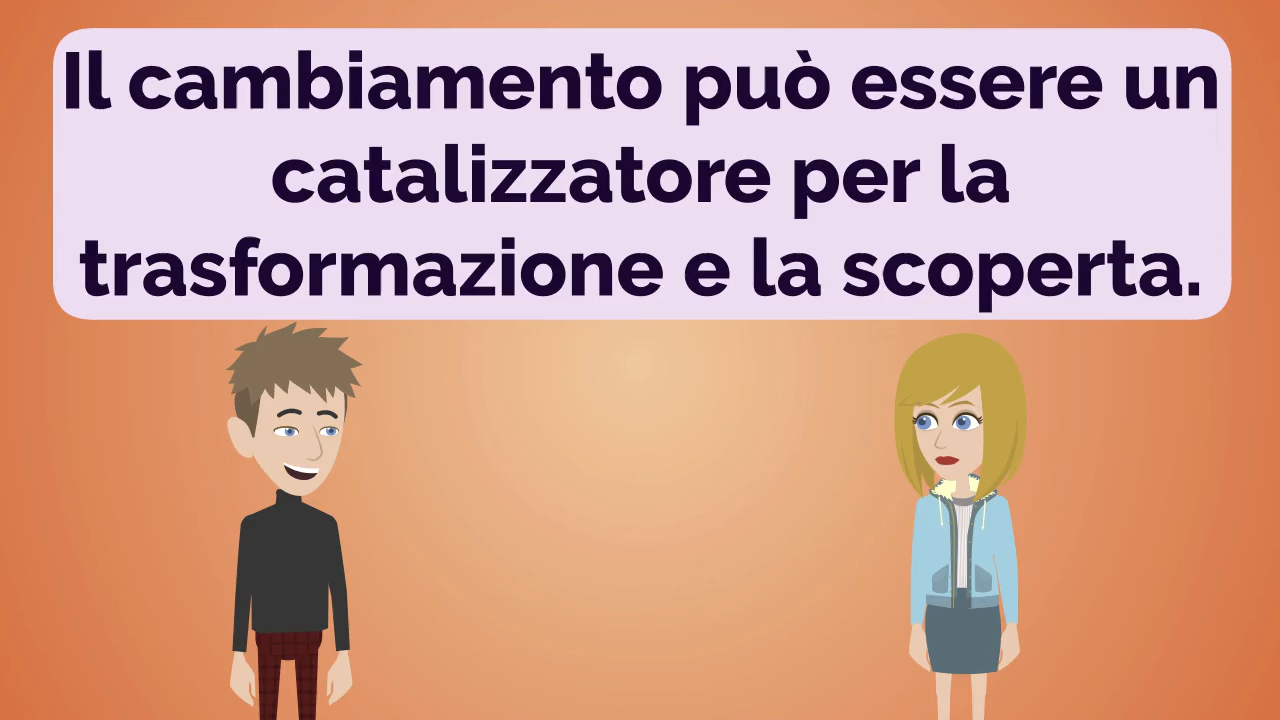 Il cambiamento può essere un
catalizzatore per la
trasformazione e la scoperta.